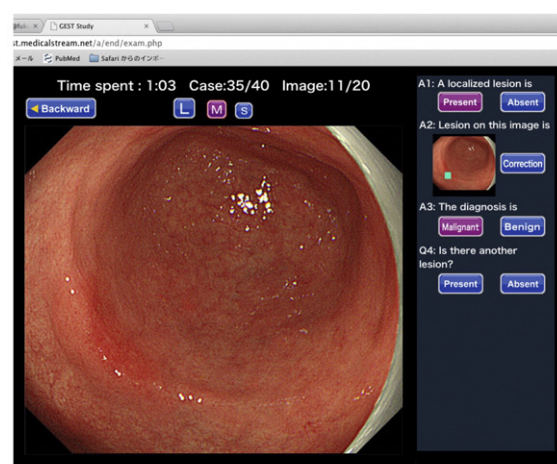 GEST Study
st.medicalstream.net/a/end/exam.php
メール PubMed Safari からのインポー
Time spent : 1:03 Case:35/40 Image:11/20
Backward
L
M
S
A1: A localized lesion is
Present Absent
A2: Lesion on this image is
Correction
A3: The diagnosis is
Malignant Benign
Q4: Is there another
lesion?
Present Absent